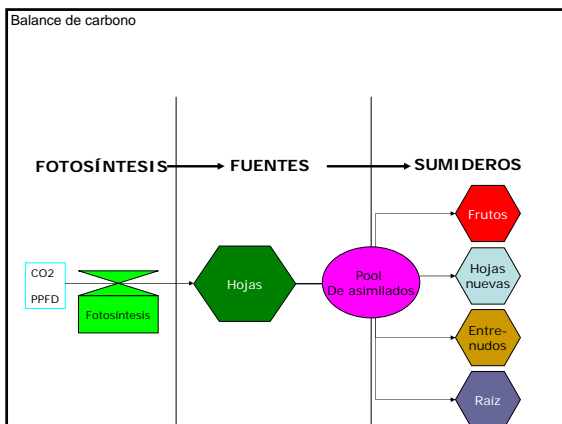 Balance de carbono
FOTOSÍNTESIS
FUENTES
SUMIDEROS
CO2
PPFD
Fotosíntesis
Hojas
Pool
De asimilados
Frutos
Hojas
nuevas
Entre-
nudos
Raíz